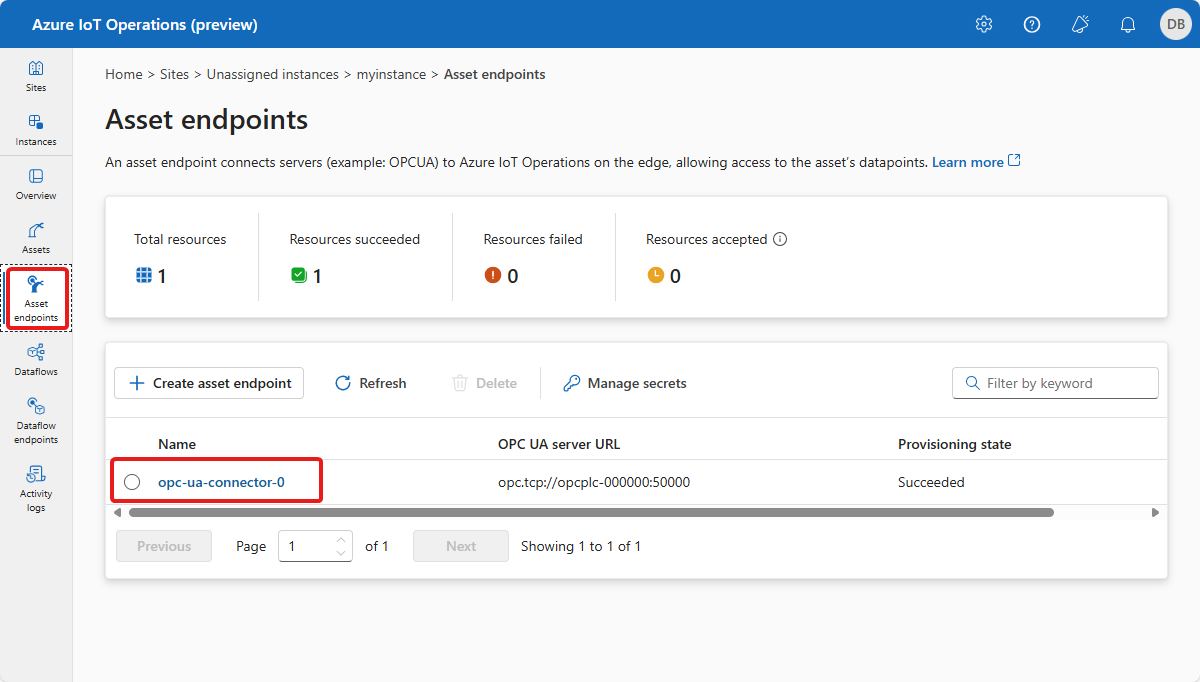 Azure IoT Operations (preview)
DB
Sites
Instances
Overview
Assets
Asset
endpoints
Dataflows
Dataflow
endpoints
Activity
logs
Home > Sites > Unassigned instances > myinstance > Asset endpoints
Asset endpoints
An asset endpoint connects servers (example: OPCUA) to Azure IoT Operations on the edge, allowing access to the asset's datapoints. Learn more
Total resources
1
Resources succeeded
1
Resources failed
0
Resources accepted
0
Create asset endpoint Refresh Delete Manage secrets Filter by keyword
Name OPC UA server URL Provisioning state
opc-ua-connector-0 opc.tcp://opcplc-000000:50000 Succeeded
Previous Page 1 of 1 Next Showing 1 to 1 of 1